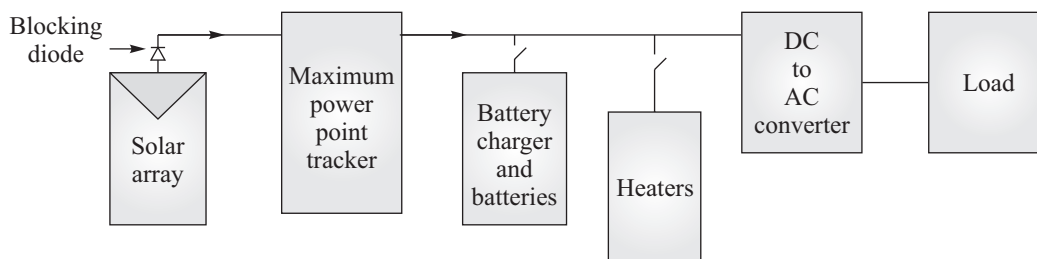 Blocking
diode
Solar
array
Maximum
power
point
tracker
Battery
charger
and
batteries
Heaters
DC
to
AC
converter
Load